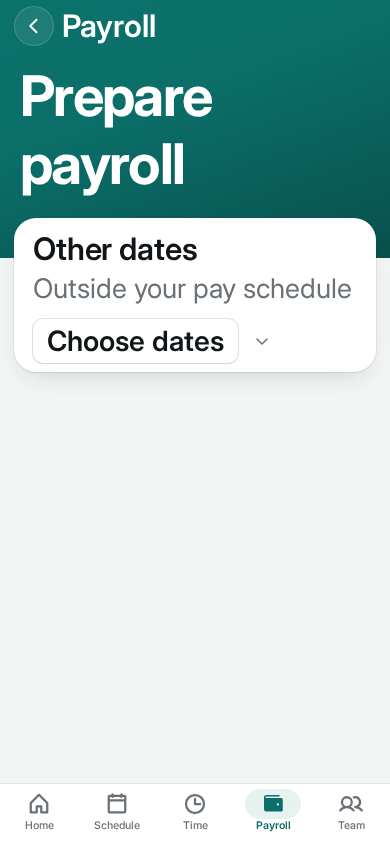 Payroll
Prepare
payroll
Other dates
Outside your pay schedule
Choose dates
Home
Schedule
Time
Payroll
Team